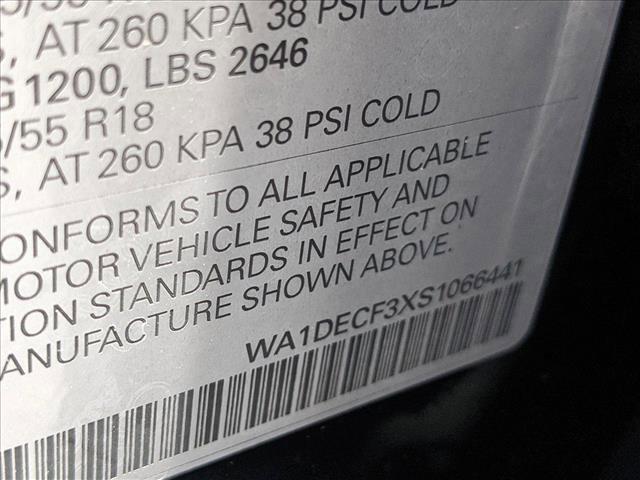 AT 260 KPA 38 PSI COLD
G 1200, LBS 2646
/55 R18
S, AT 260 KPA 38 PSI COLD
ONFORMS TO ALL APPLICABLE
MOTOR VEHICLE SAFETY AND
TION STANDARDS IN EFFECT ON
ANUFACTURE SHOWN ABOVE.
WA1DECF3XS1066441